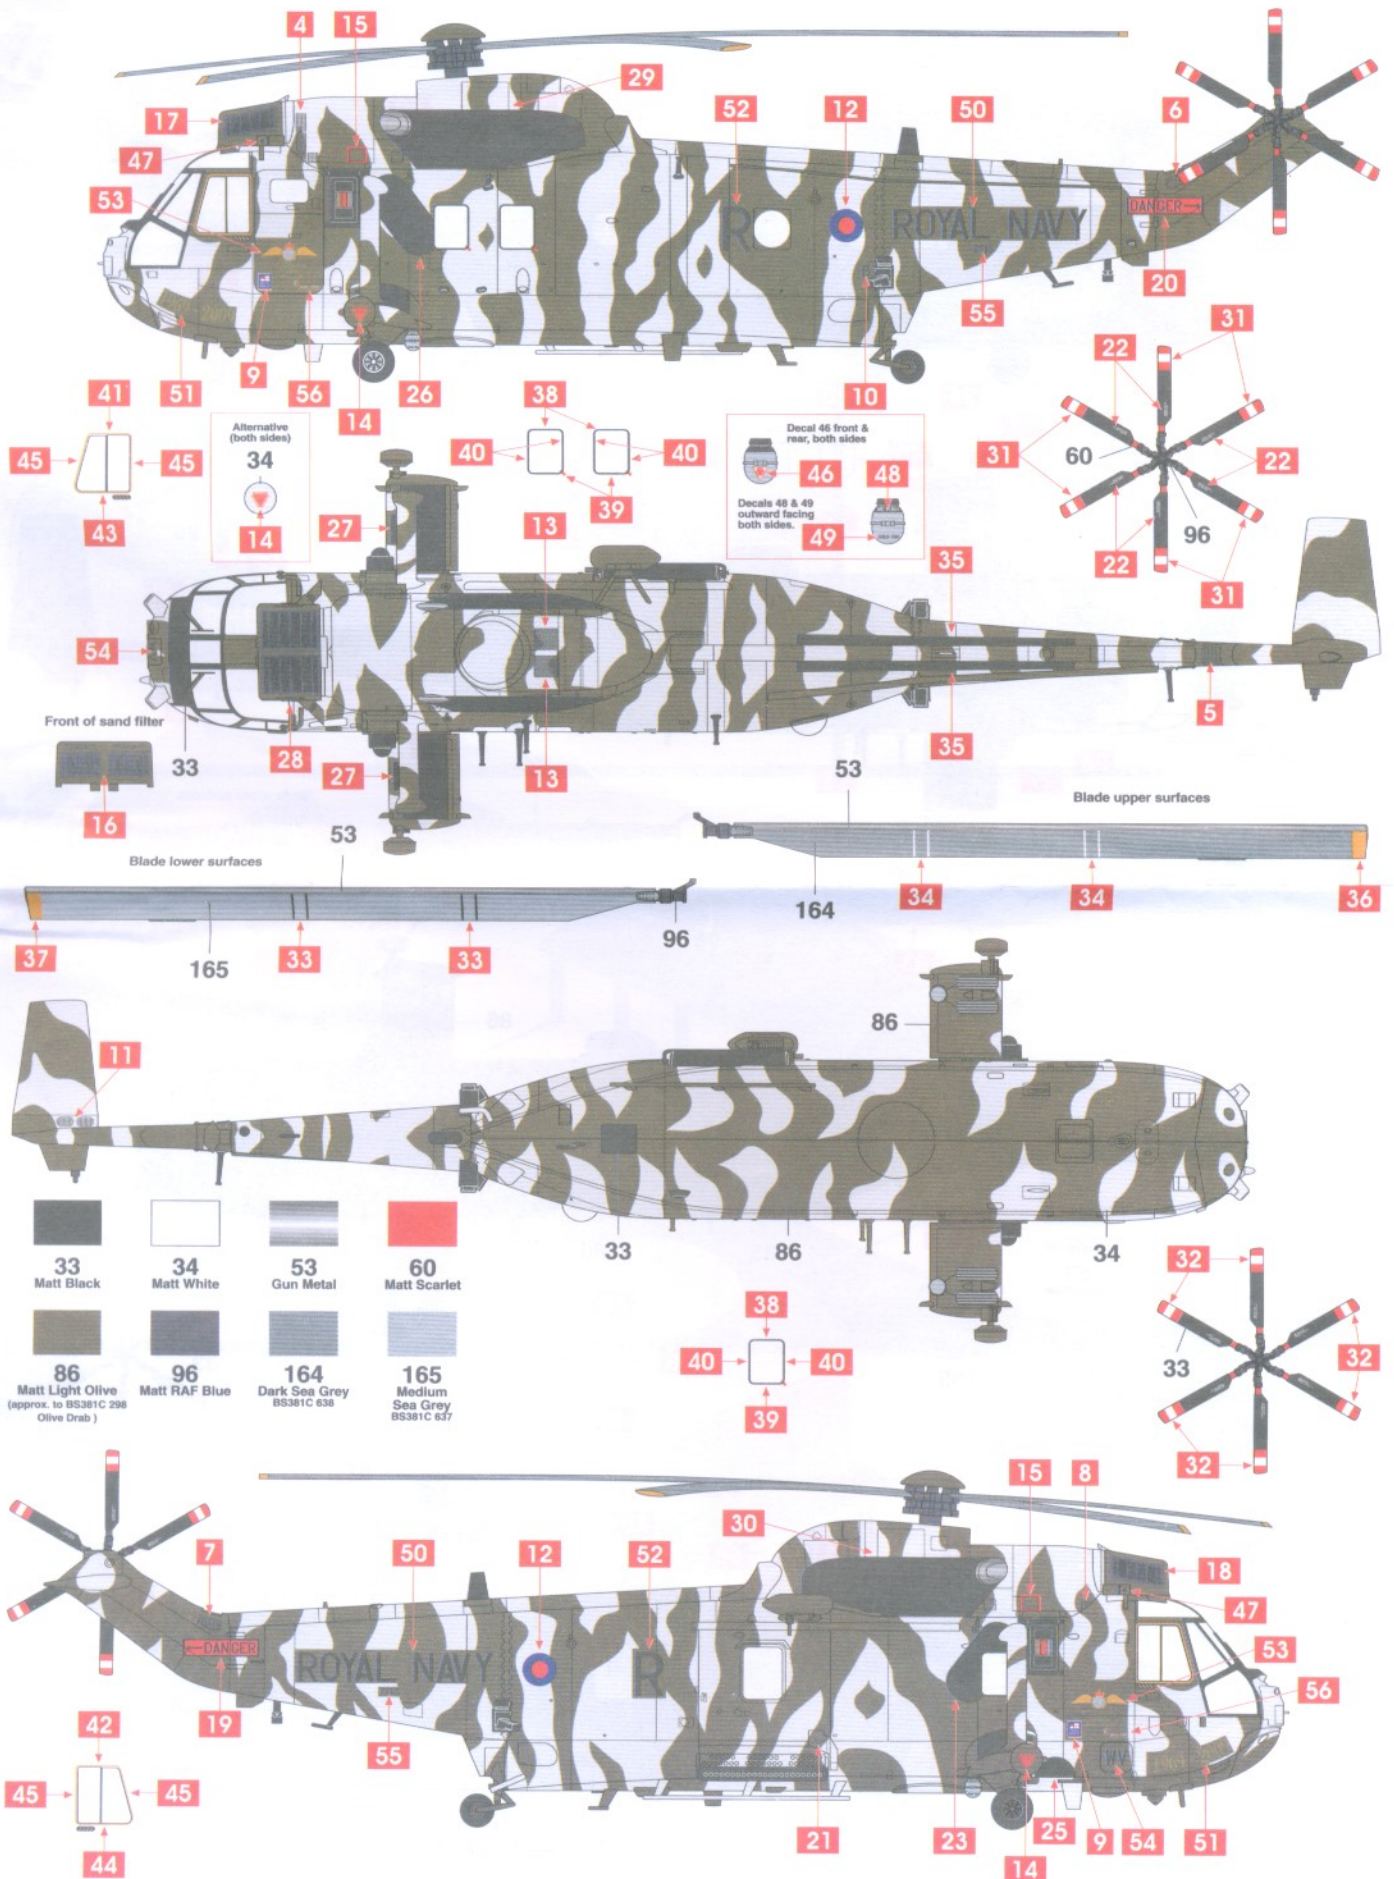 4 15
29
17
52 12 50 6
47
R ROYAL NAVY DANGER→
53
9 56 14 26 10 55 20
51
31
22
41 38
45 45
43
Alternative
(both sides)
34
14
40 40
39
Decal 46 front &
rear, both sides
46 48
Decals 48 & 49
outward facing
both sides.
49
31 60 22
96
22 31
27 13 35
54
5
Front of sand filter
33 28 27 13 35
16
53
Blade upper surfaces
53
Blade lower surfaces
164 34 34 36
37 165 33 33 96
86
11
33 86 34
33
Matt Black
34
Matt White
53
Gun Metal
60
Matt Scarlet
86
Matt Light Olive
(approx. to BS381C 298
Olive Drab )
96
Matt RAF Blue
164
Dark Sea Grey
BS381C 638
165
Medium
Sea Grey
BS381C 637
38
40 40
39
32
33 32
32
15 8
30
7 50 12 52 18
47
←DANGER ROYAL NAVY R
53
56
WV
19 55
42
45 45
44
21 23 25 9 54 51
14